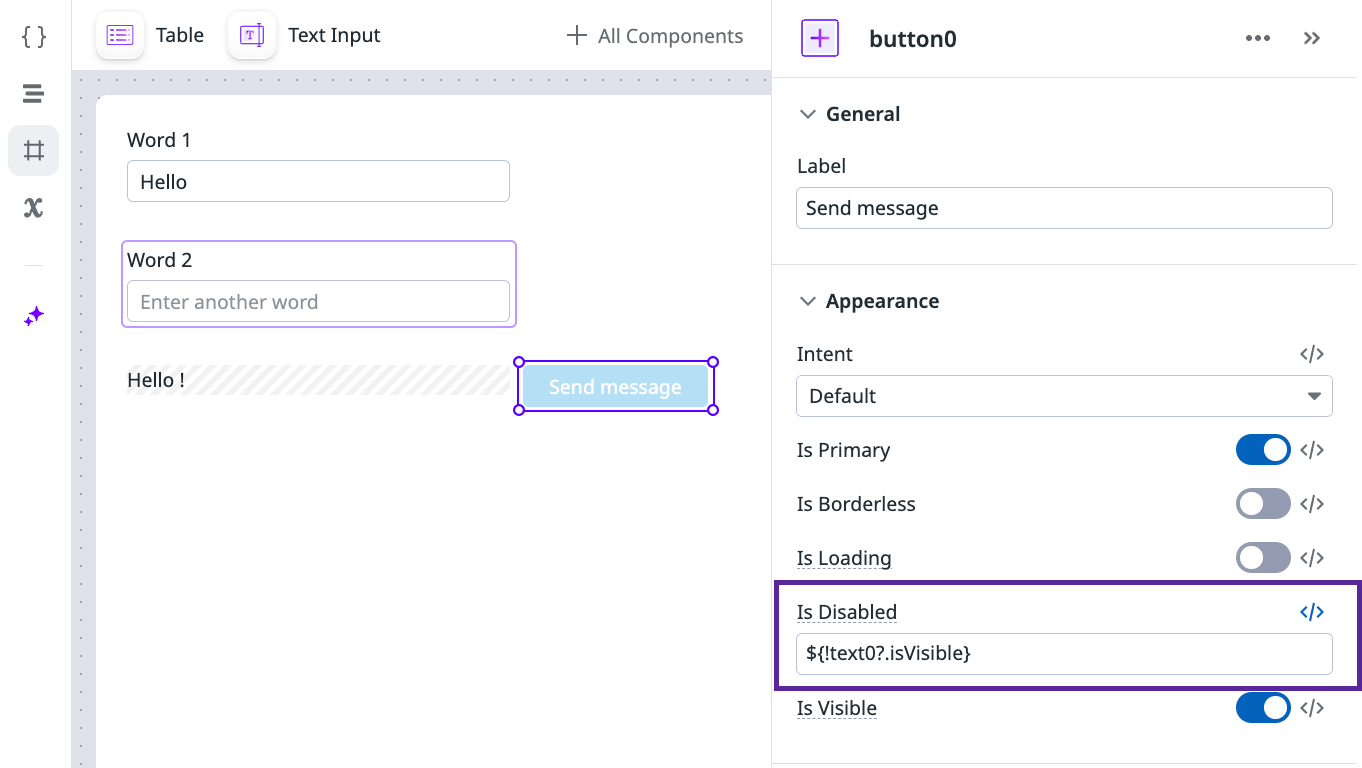 Table
Text Input
All Components
Word 1
Hello
Word 2
Enter another word
Hello !
Send message
button0
General
Label
Send message
Appearance
Intent
Default
Is Primary
Is Borderless
Is Loading
Is Disabled
${!text0?.isVisible}
Is Visible